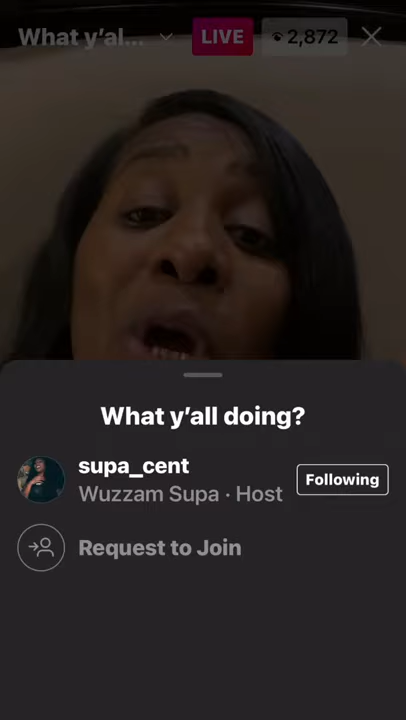 What y'al...
LIVE
2,872
What y'all doing?
supa_cent
Wuzzam Supa · Host
Following
Request to Join